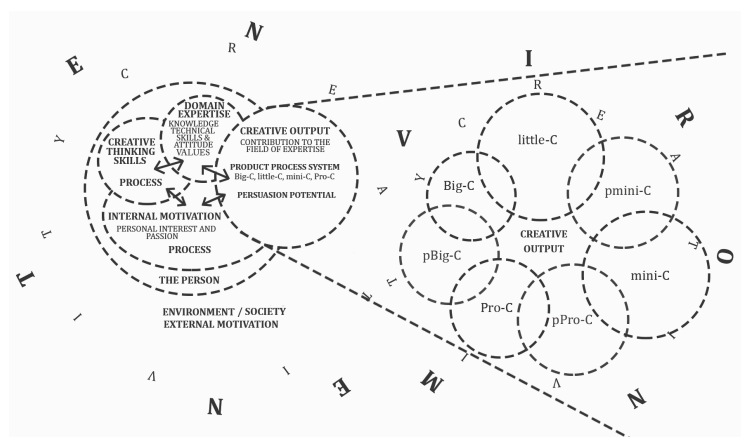 E N V I R O N M E N T
C R E A T I V I T Y
DOMAIN
EXPERTISE
KNOWLEDGE
TECHNICAL
SKILLS &
ATTITUDE
VALUES
CREATIVE
THINKING
SKILLS
PROCESS
CREATIVE OUTPUT
CONTRIBUTION TO THE
FIELD OF EXPERTISE
PRODUCT PROCESS SYSTEM
Big-C, little-C, mini-C, Pro-C
PERSUASION POTENTIAL
INTERNAL MOTIVATION
PERSONAL INTEREST AND
PASSION
PROCESS
THE PERSON
ENVIRONMENT / SOCIETY
EXTERNAL MOTIVATION
C R E A T I V I T Y
little-C
Big-C
pmini-C
CREATIVE
OUTPUT
pBig-C
mini-C
Pro-C
pPro-C